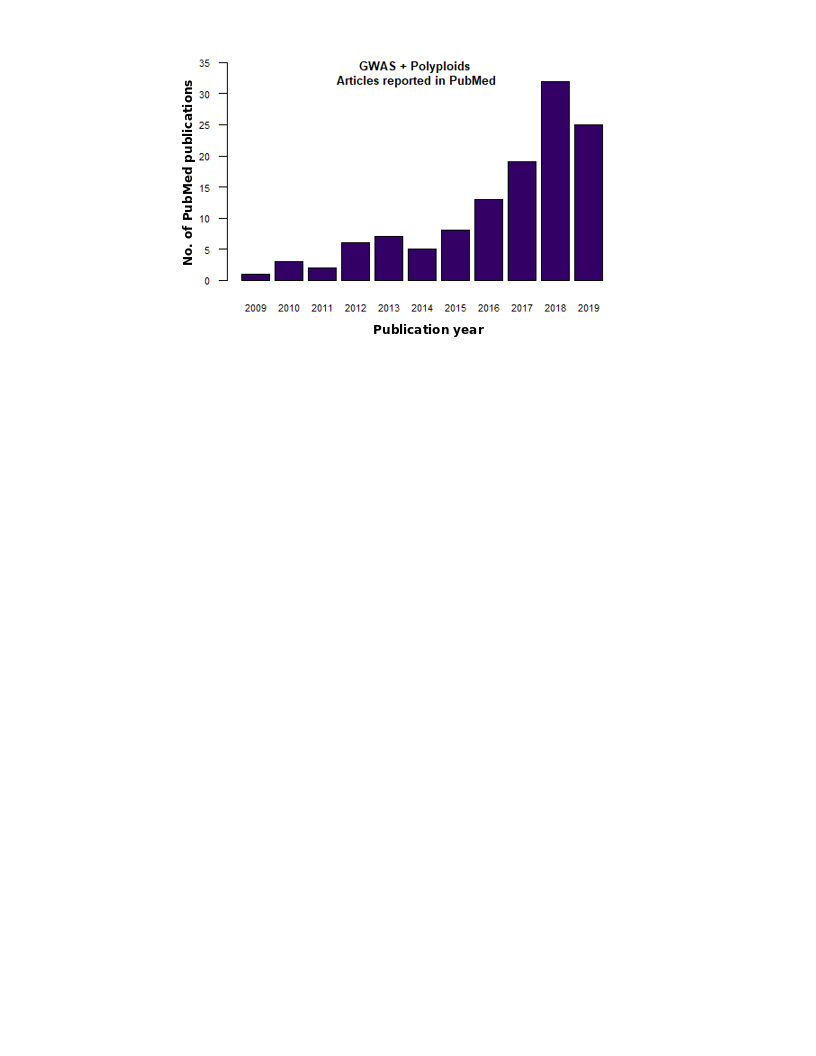 GWAS + Polyploids
Articles reported in PubMed
No. of PubMed publications
35
30
25
20
15
10
5
0
2009 2010 2011 2012 2013 2014 2015 2016 2017 2018 2019
Publication year